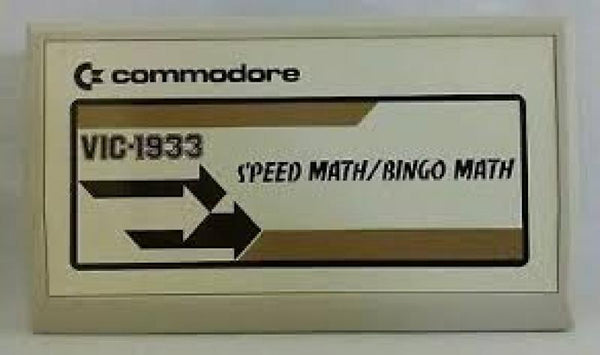 commodore
VIC-1933
SPEED MATH/BINGO MATH